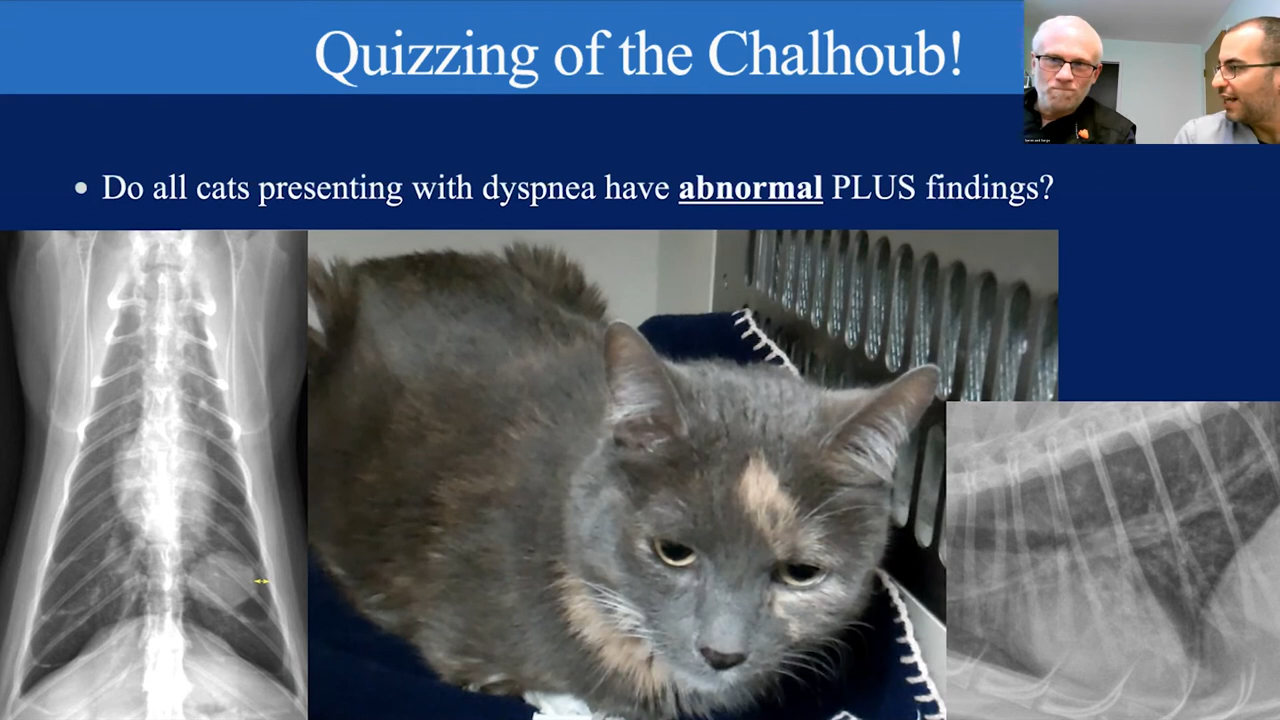 Quizzing of the Chalhoub!
• Do all cats presenting with dyspnea have abnormal PLUS findings?